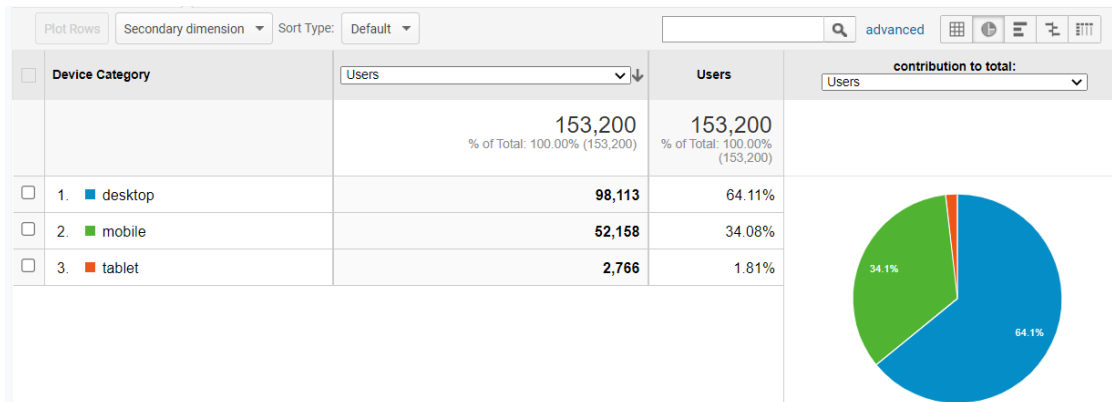 Plot Rows Secondary dimension Sort Type: Default advanced
Device Category Users Users contribution to total:
Users
153,200 153,200
% of Total: 100.00% (153,200) % of Total: 100.00%
(153,200)
1. desktop 98,113 64.11%
2. mobile 52,158 34.08%
3. tablet 2,766 1.81%
34.1%
64.1%